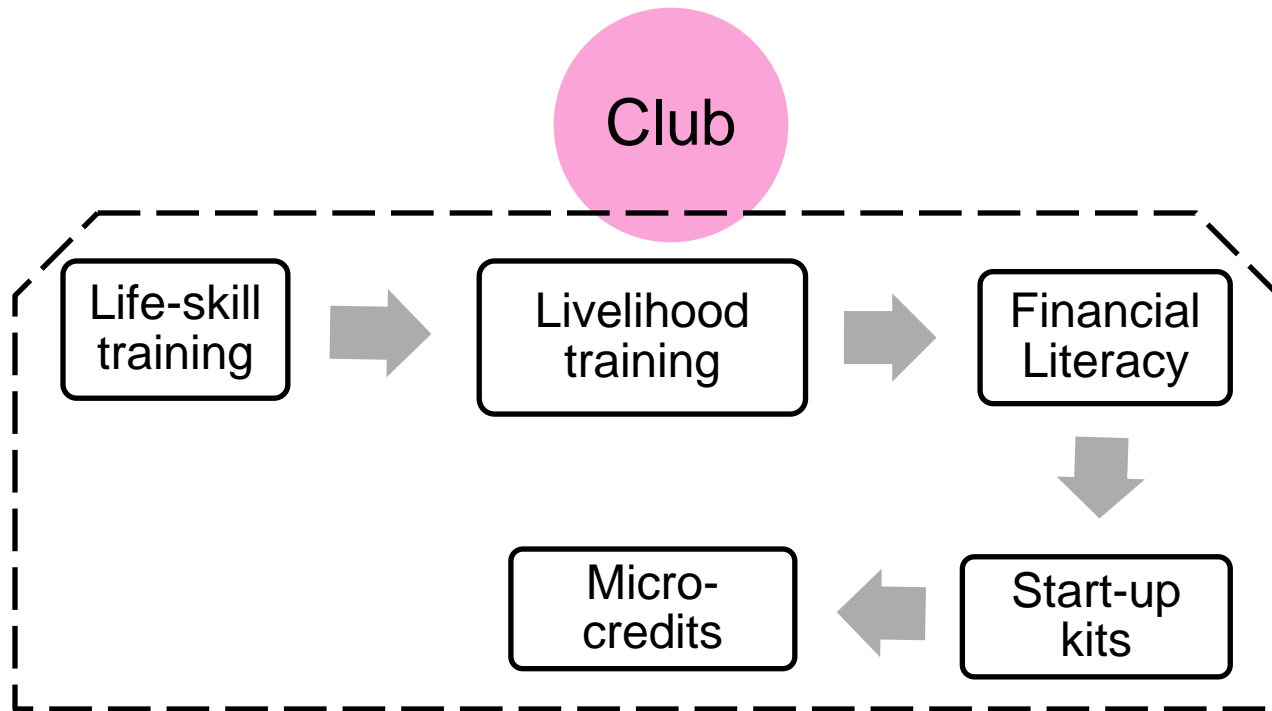 Club
Life-skill
training
Livelihood
training
Financial
Literacy
Start-up
kits
Micro-
credits